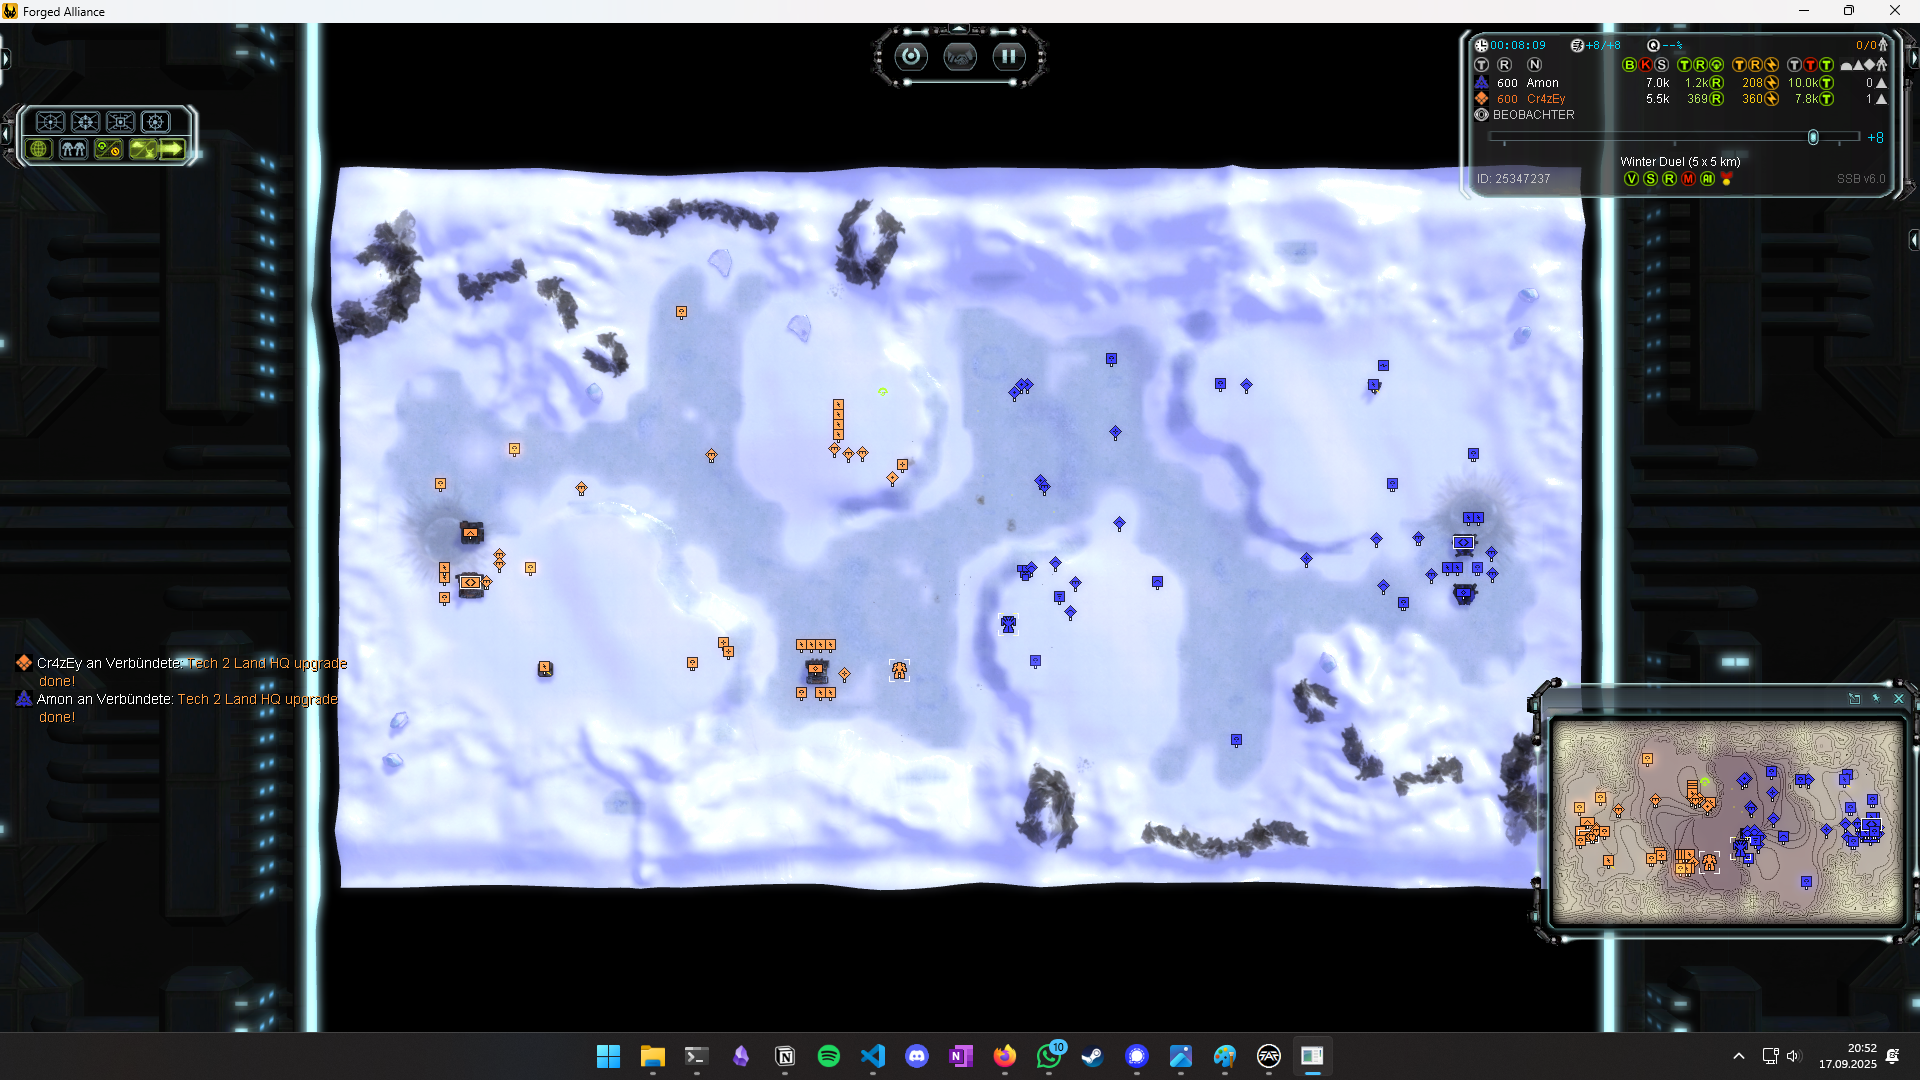 Forged Alliance
00:08:09 +8/+8 Q --% 0/0
T R N B K S T R T R T T T
600 Amon 7.0k 1.2k R 208 10.0k T 0
600 Cr4zEy 5.5k 369 R 360 7.8k T 1
BEOBACHTER
+8
Winter Duel (5 x 5 km)
ID: 25347237 V S R M AI SSB v6.0
Cr4zEy an Verbündete: Tech 2 Land HQ upgrade
done!
Amon an Verbündete: Tech 2 Land HQ upgrade
done!
10
20:52
17.09.2025